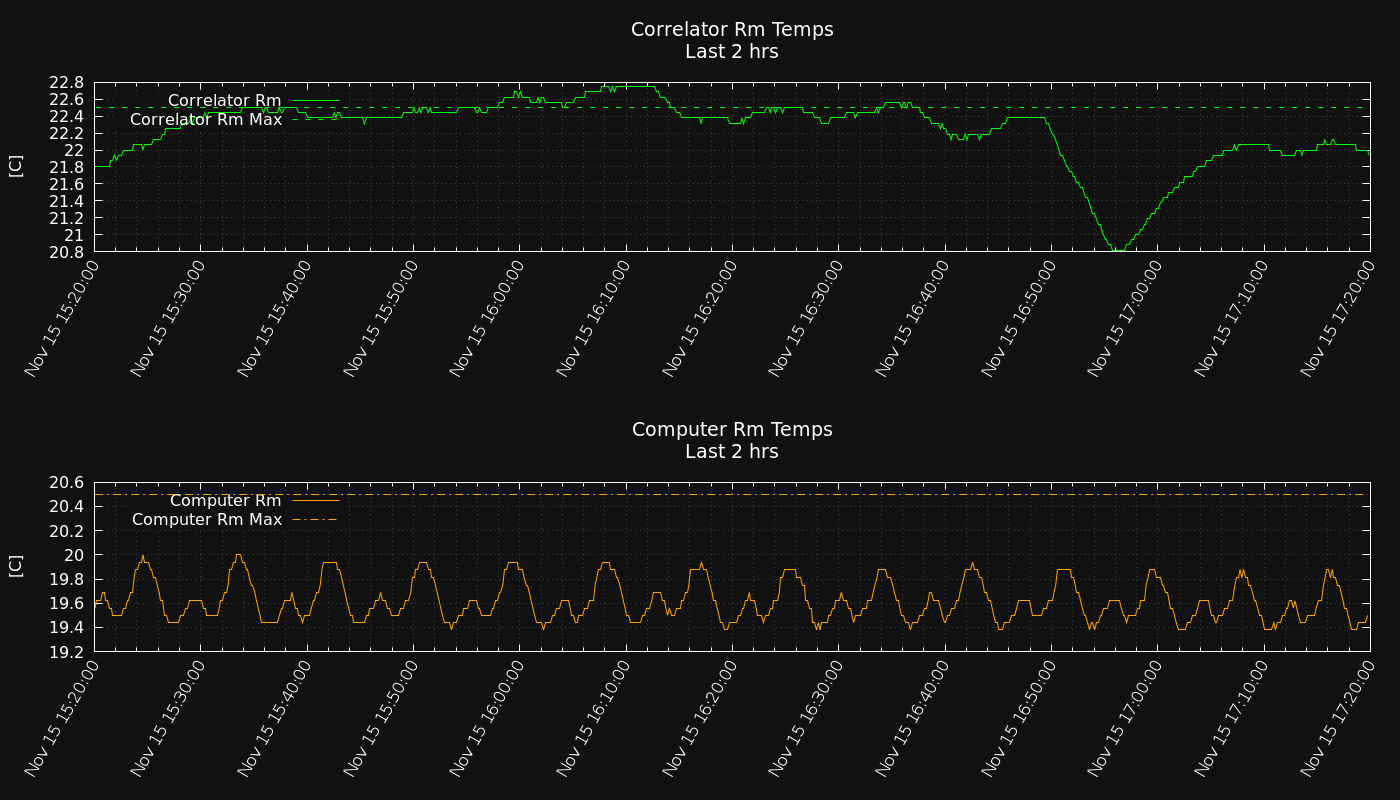 Correlator Rm Temps
Last 2 hrs
22.8
22.6
22.4
22.2
22
21.8
21.6
21.4
21.2
21
20.8
[C]
Correlator Rm
Correlator Rm Max
Nov 15 15:20:00
Nov 15 15:30:00
Nov 15 15:40:00
Nov 15 15:50:00
Nov 15 16:00:00
Nov 15 16:10:00
Nov 15 16:20:00
Nov 15 16:30:00
Nov 15 16:40:00
Nov 15 16:50:00
Nov 15 17:00:00
Nov 15 17:10:00
Nov 15 17:20:00
Computer Rm Temps
Last 2 hrs
20.6
20.4
20.2
20
19.8
19.6
19.4
19.2
[C]
Computer Rm
Computer Rm Max
Nov 15 15:20:00
Nov 15 15:30:00
Nov 15 15:40:00
Nov 15 15:50:00
Nov 15 16:00:00
Nov 15 16:10:00
Nov 15 16:20:00
Nov 15 16:30:00
Nov 15 16:40:00
Nov 15 16:50:00
Nov 15 17:00:00
Nov 15 17:10:00
Nov 15 17:20:00